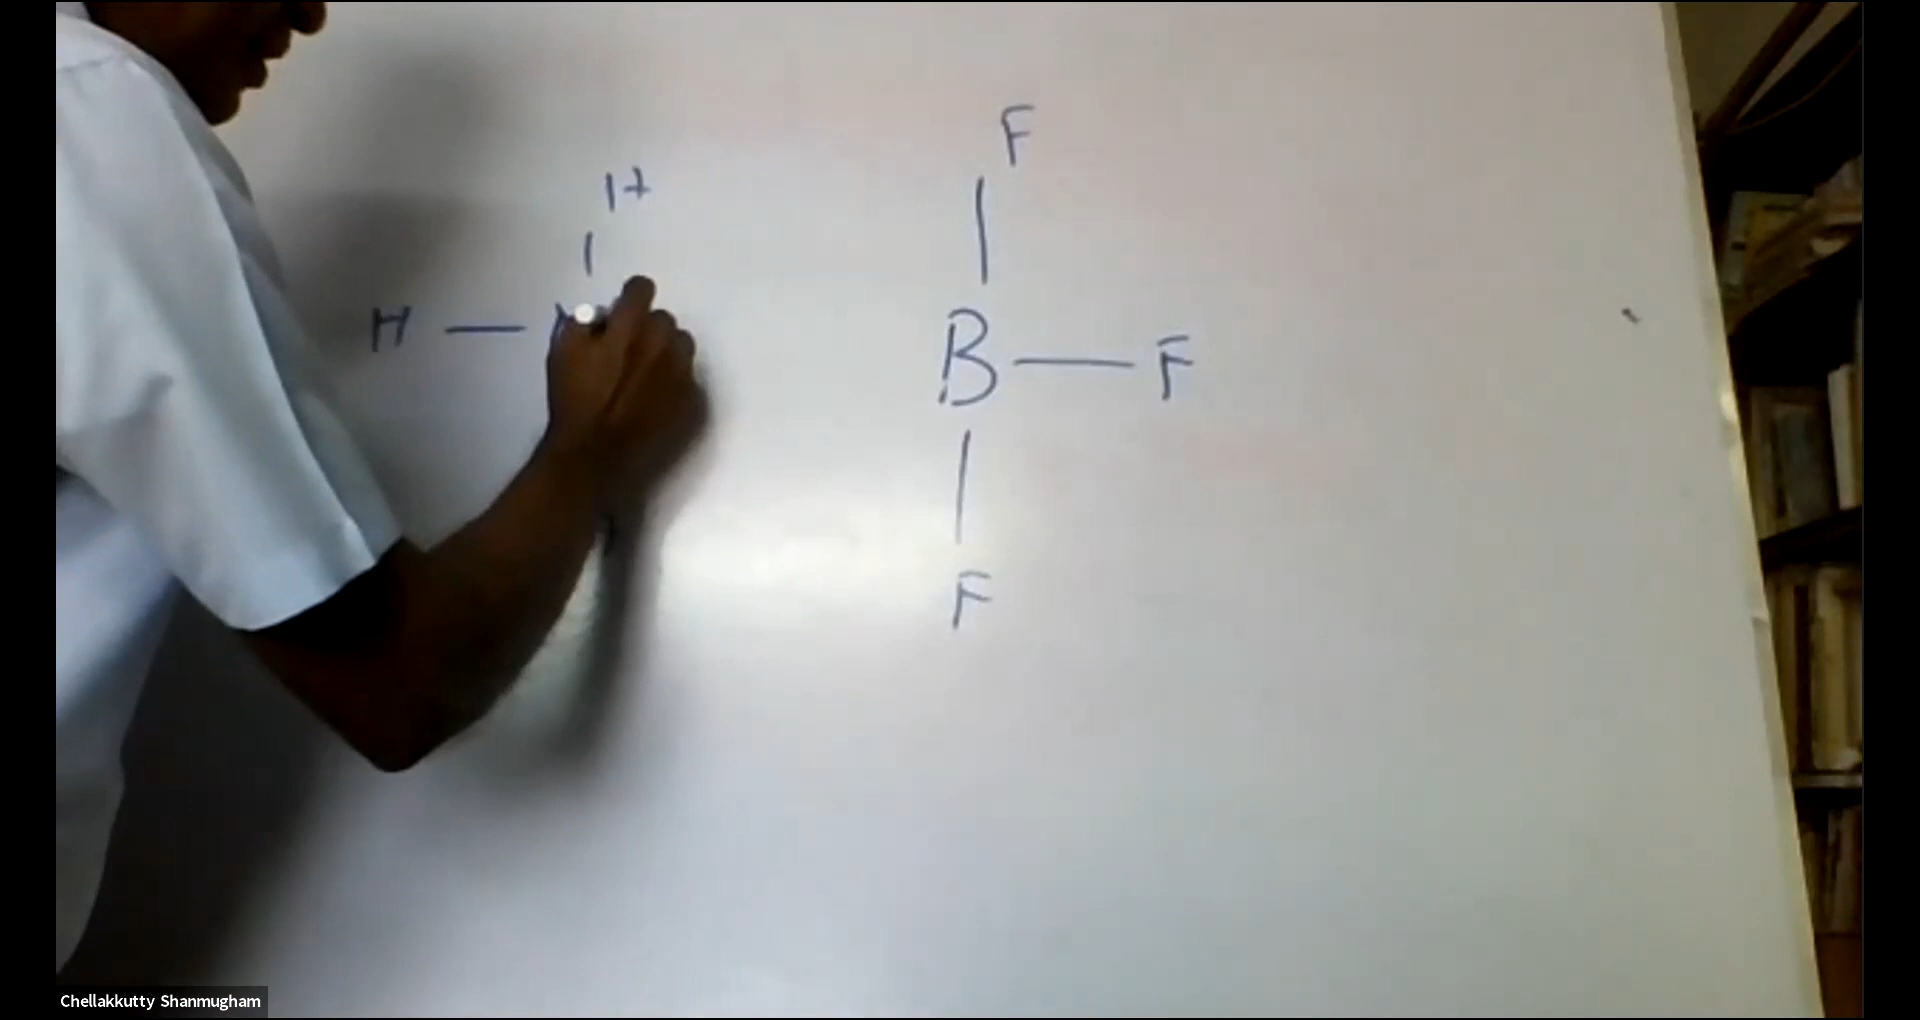 F
H
H — B — F
F
Chellakkutty Shanmugham